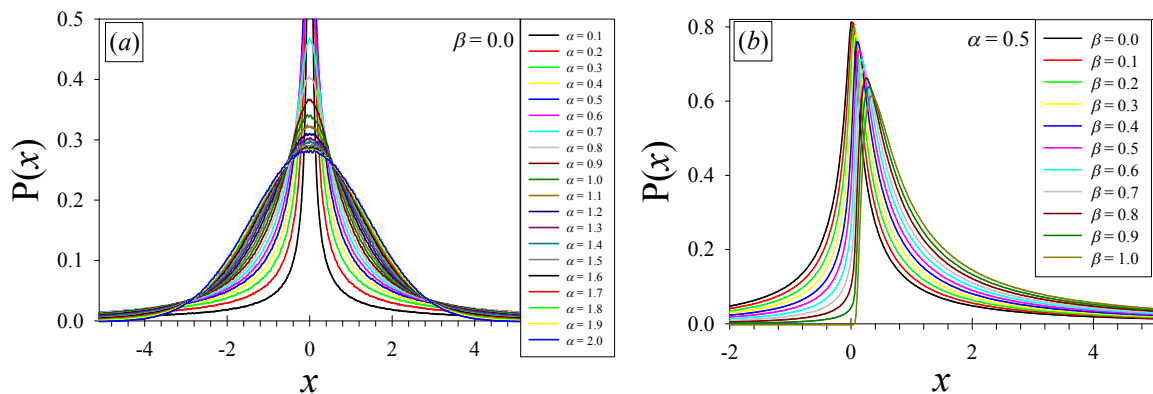 (a)
β = 0.0
P(x)
0.5
0.4
0.3
0.2
0.1
0.0
-4
0
4
x
α = 0.1
α = 0.2
α = 0.3
α = 0.4
α = 0.5
α = 0.6
α = 0.7
α = 0.8
α = 0.9
α = 1.0
α = 1.1
α = 1.2
α = 1.3
α = 1.4
α = 1.5
α = 1.6
α = 1.7
α = 1.8
α = 1.9
α = 2.0
(b)
α = 0.5
P(x)
0.8
0.6
0.4
0.2
0.0
-2
0
2
4
x
β = 0.0
β = 0.1
β = 0.2
β = 0.3
β = 0.4
β = 0.5
β = 0.6
β = 0.7
β = 0.8
β = 0.9
β = 1.0